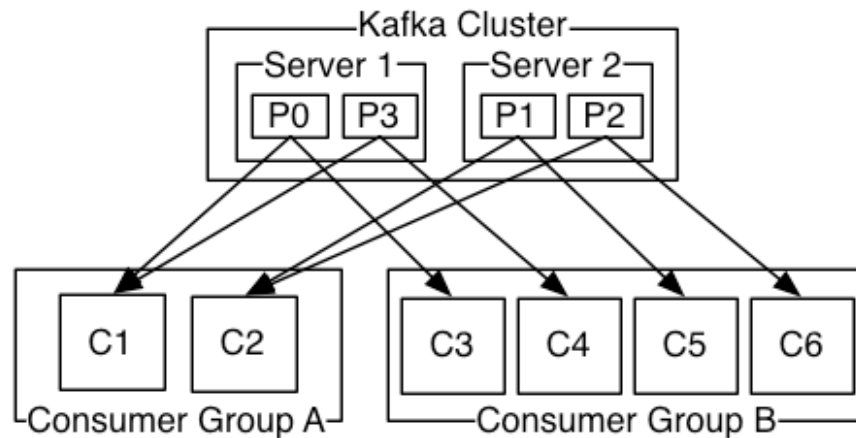 Kafka Cluster
Server 1 Server 2
P0 P3 P1 P2
C1 C2 C3 C4 C5 C6
Consumer Group A Consumer Group B